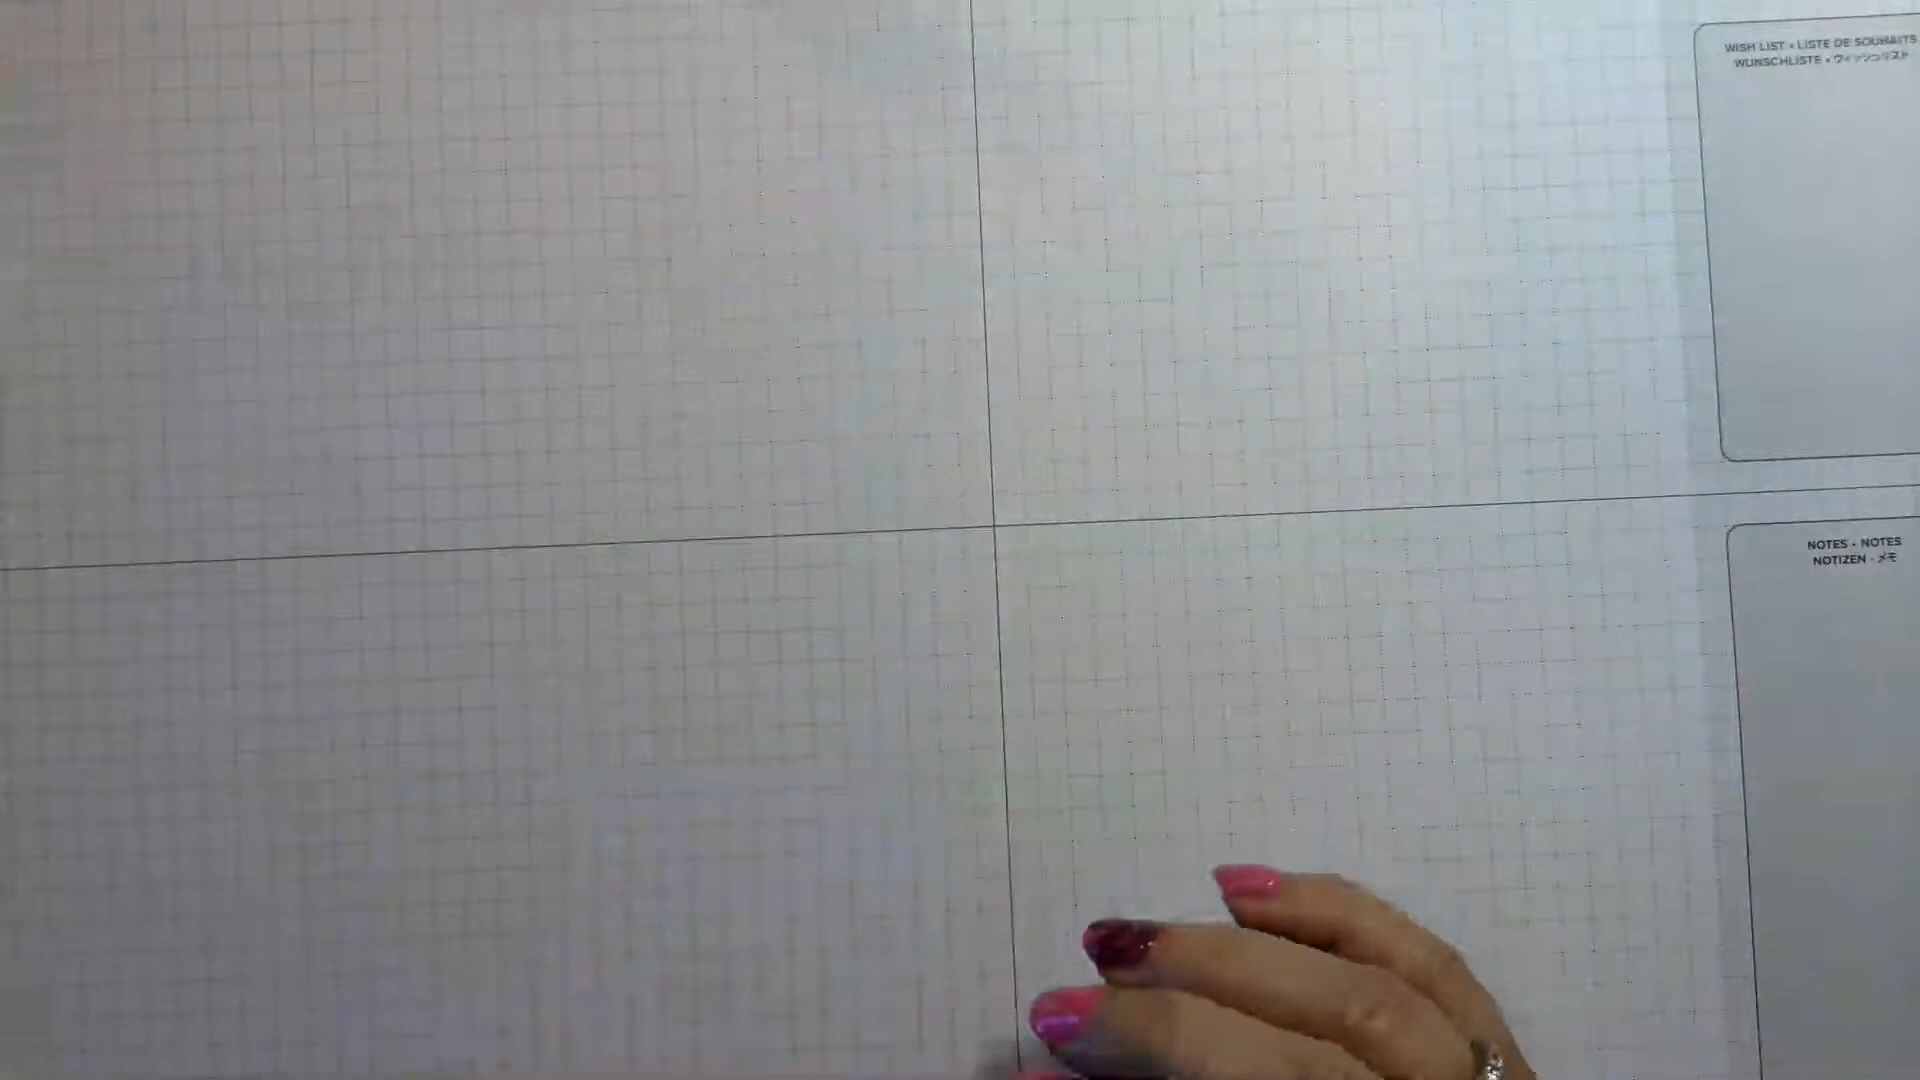 WISH LIST • LISTE DE SOUHAITS
WUNSCHLISTE • ウィッシュリスト
NOTES • NOTES
NOTIZEN • メモ